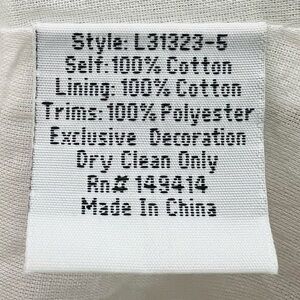 Style: L31323-5
Self: 100% Cotton
Lining: 100% Cotton
Trims: 100% Polyester
Exclusive Decoration
Dry Clean Only
Rn# 149414
Made In China